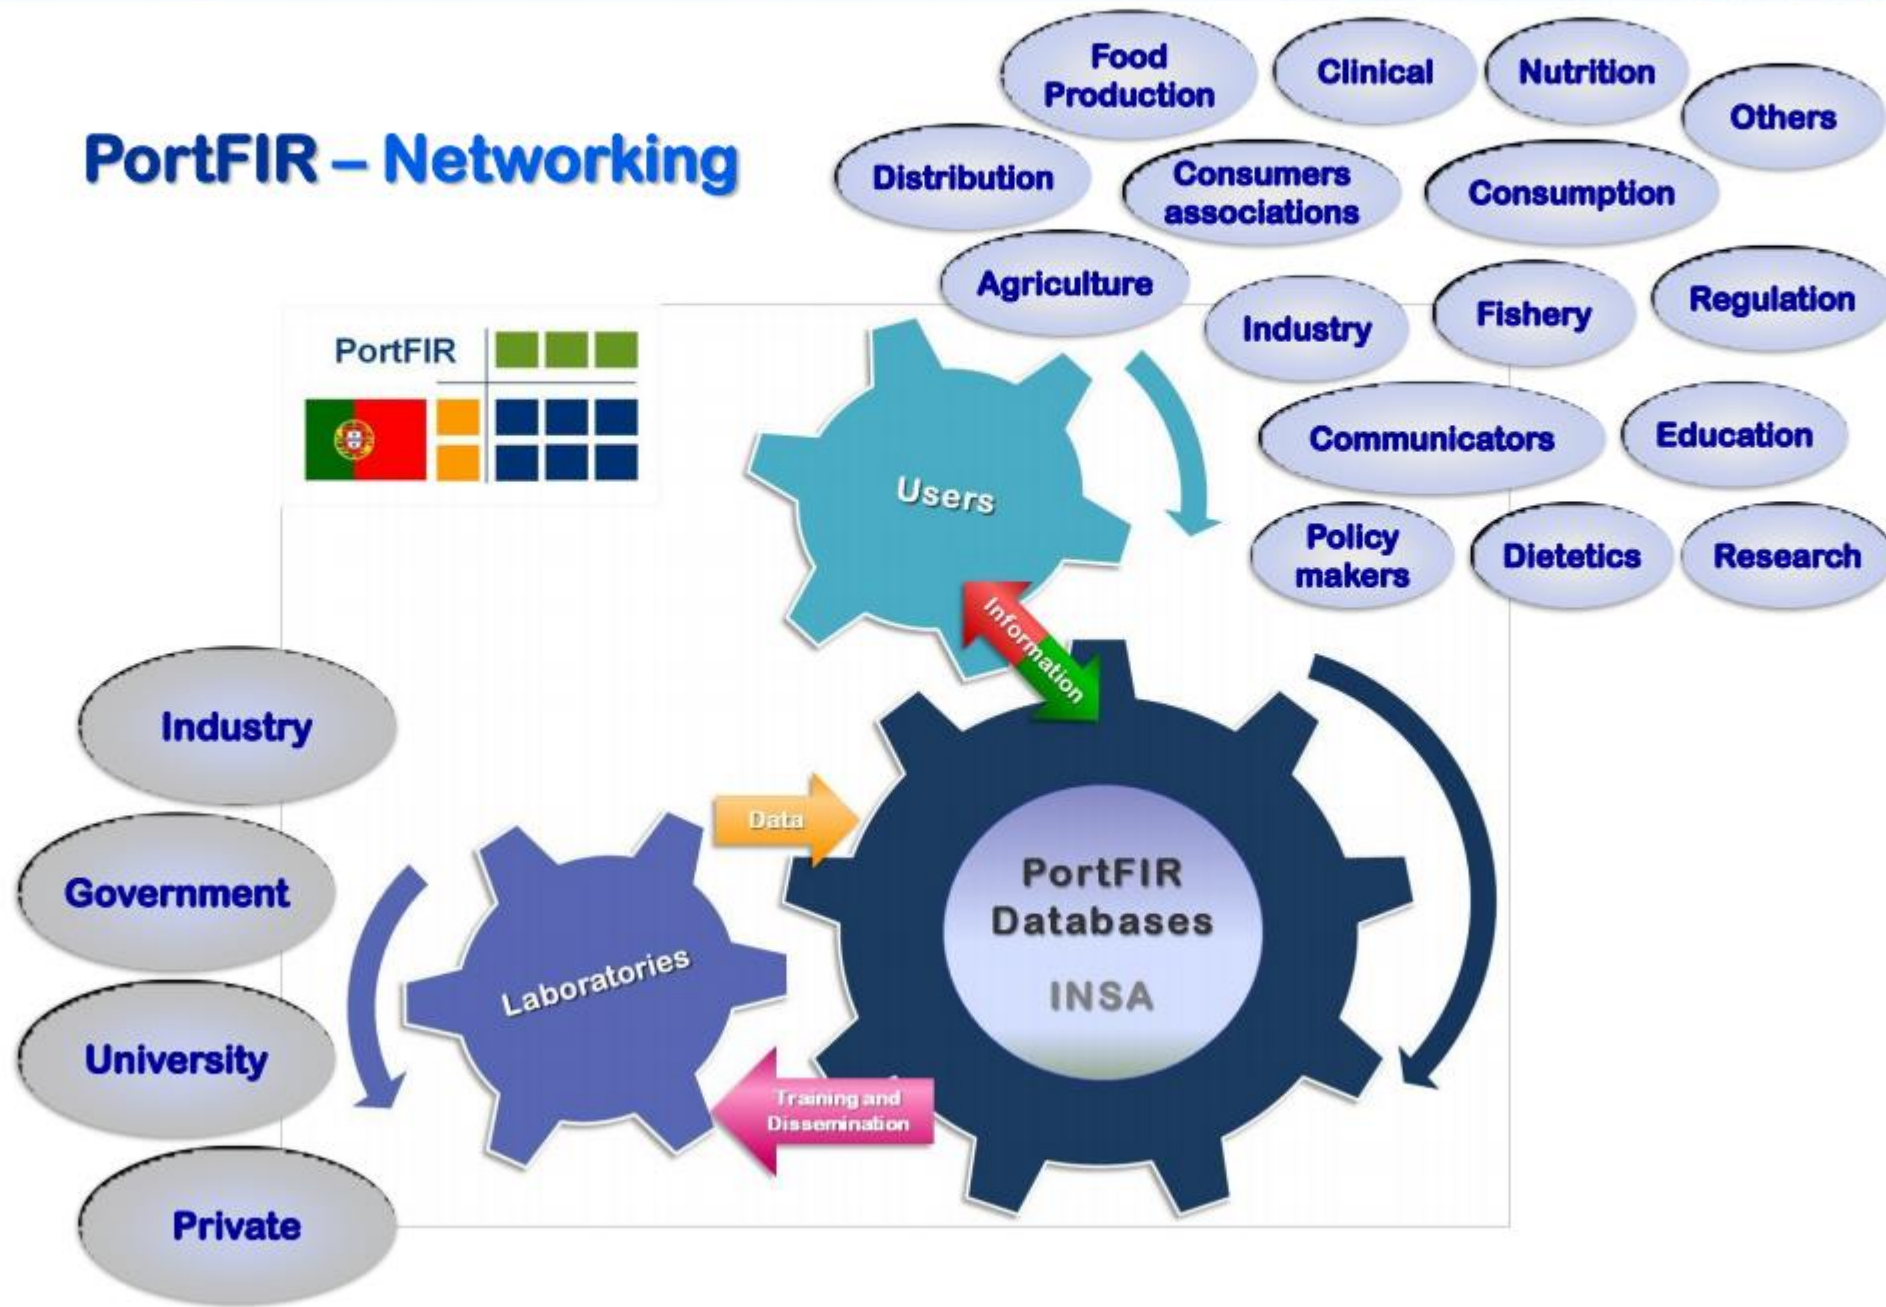 Food
Production
Clinical
Nutrition
Others
PortFIR – Networking
Distribution
Consumers
associations
Consumption
Agriculture
Industry
Fishery
Regulation
PortFIR
Communicators
Education
Users
Policy
makers
Dietetics
Research
Information
Industry
Data
Government
PortFIR
Databases
INSA
Laboratories
University
Training and
Dissemination
Private